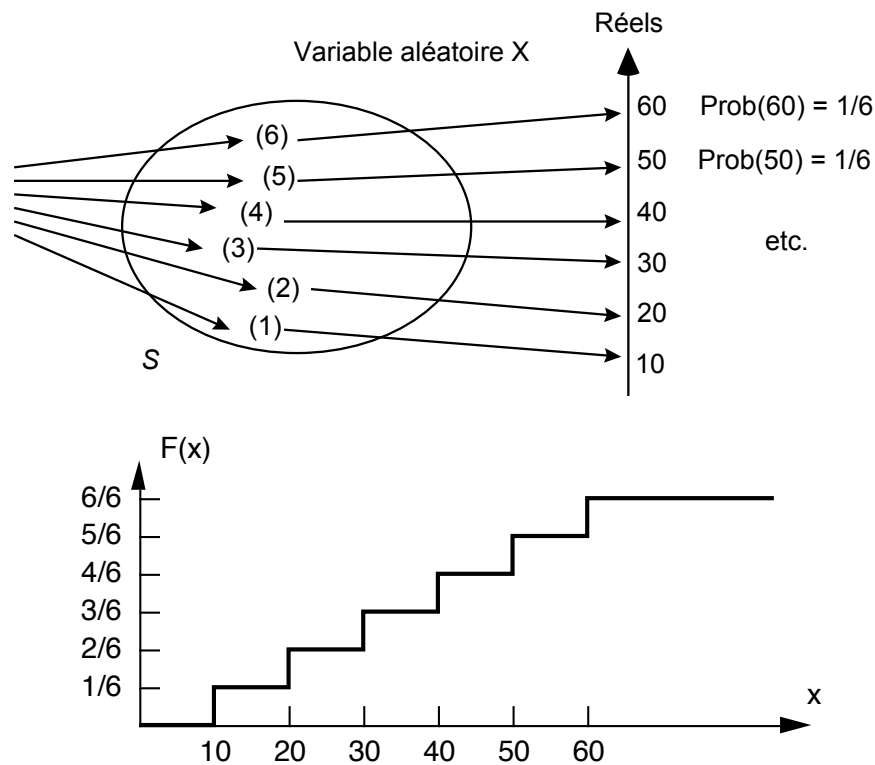 Réels
Variable aléatoire X
(6) 60 Prob(60) = 1/6
(5) 50 Prob(50) = 1/6
(4) 40
(3) 30 etc.
(2) 20
(1) 10
S
F(x)
6/6
5/6
4/6
3/6
2/6
1/6
x
10 20 30 40 50 60